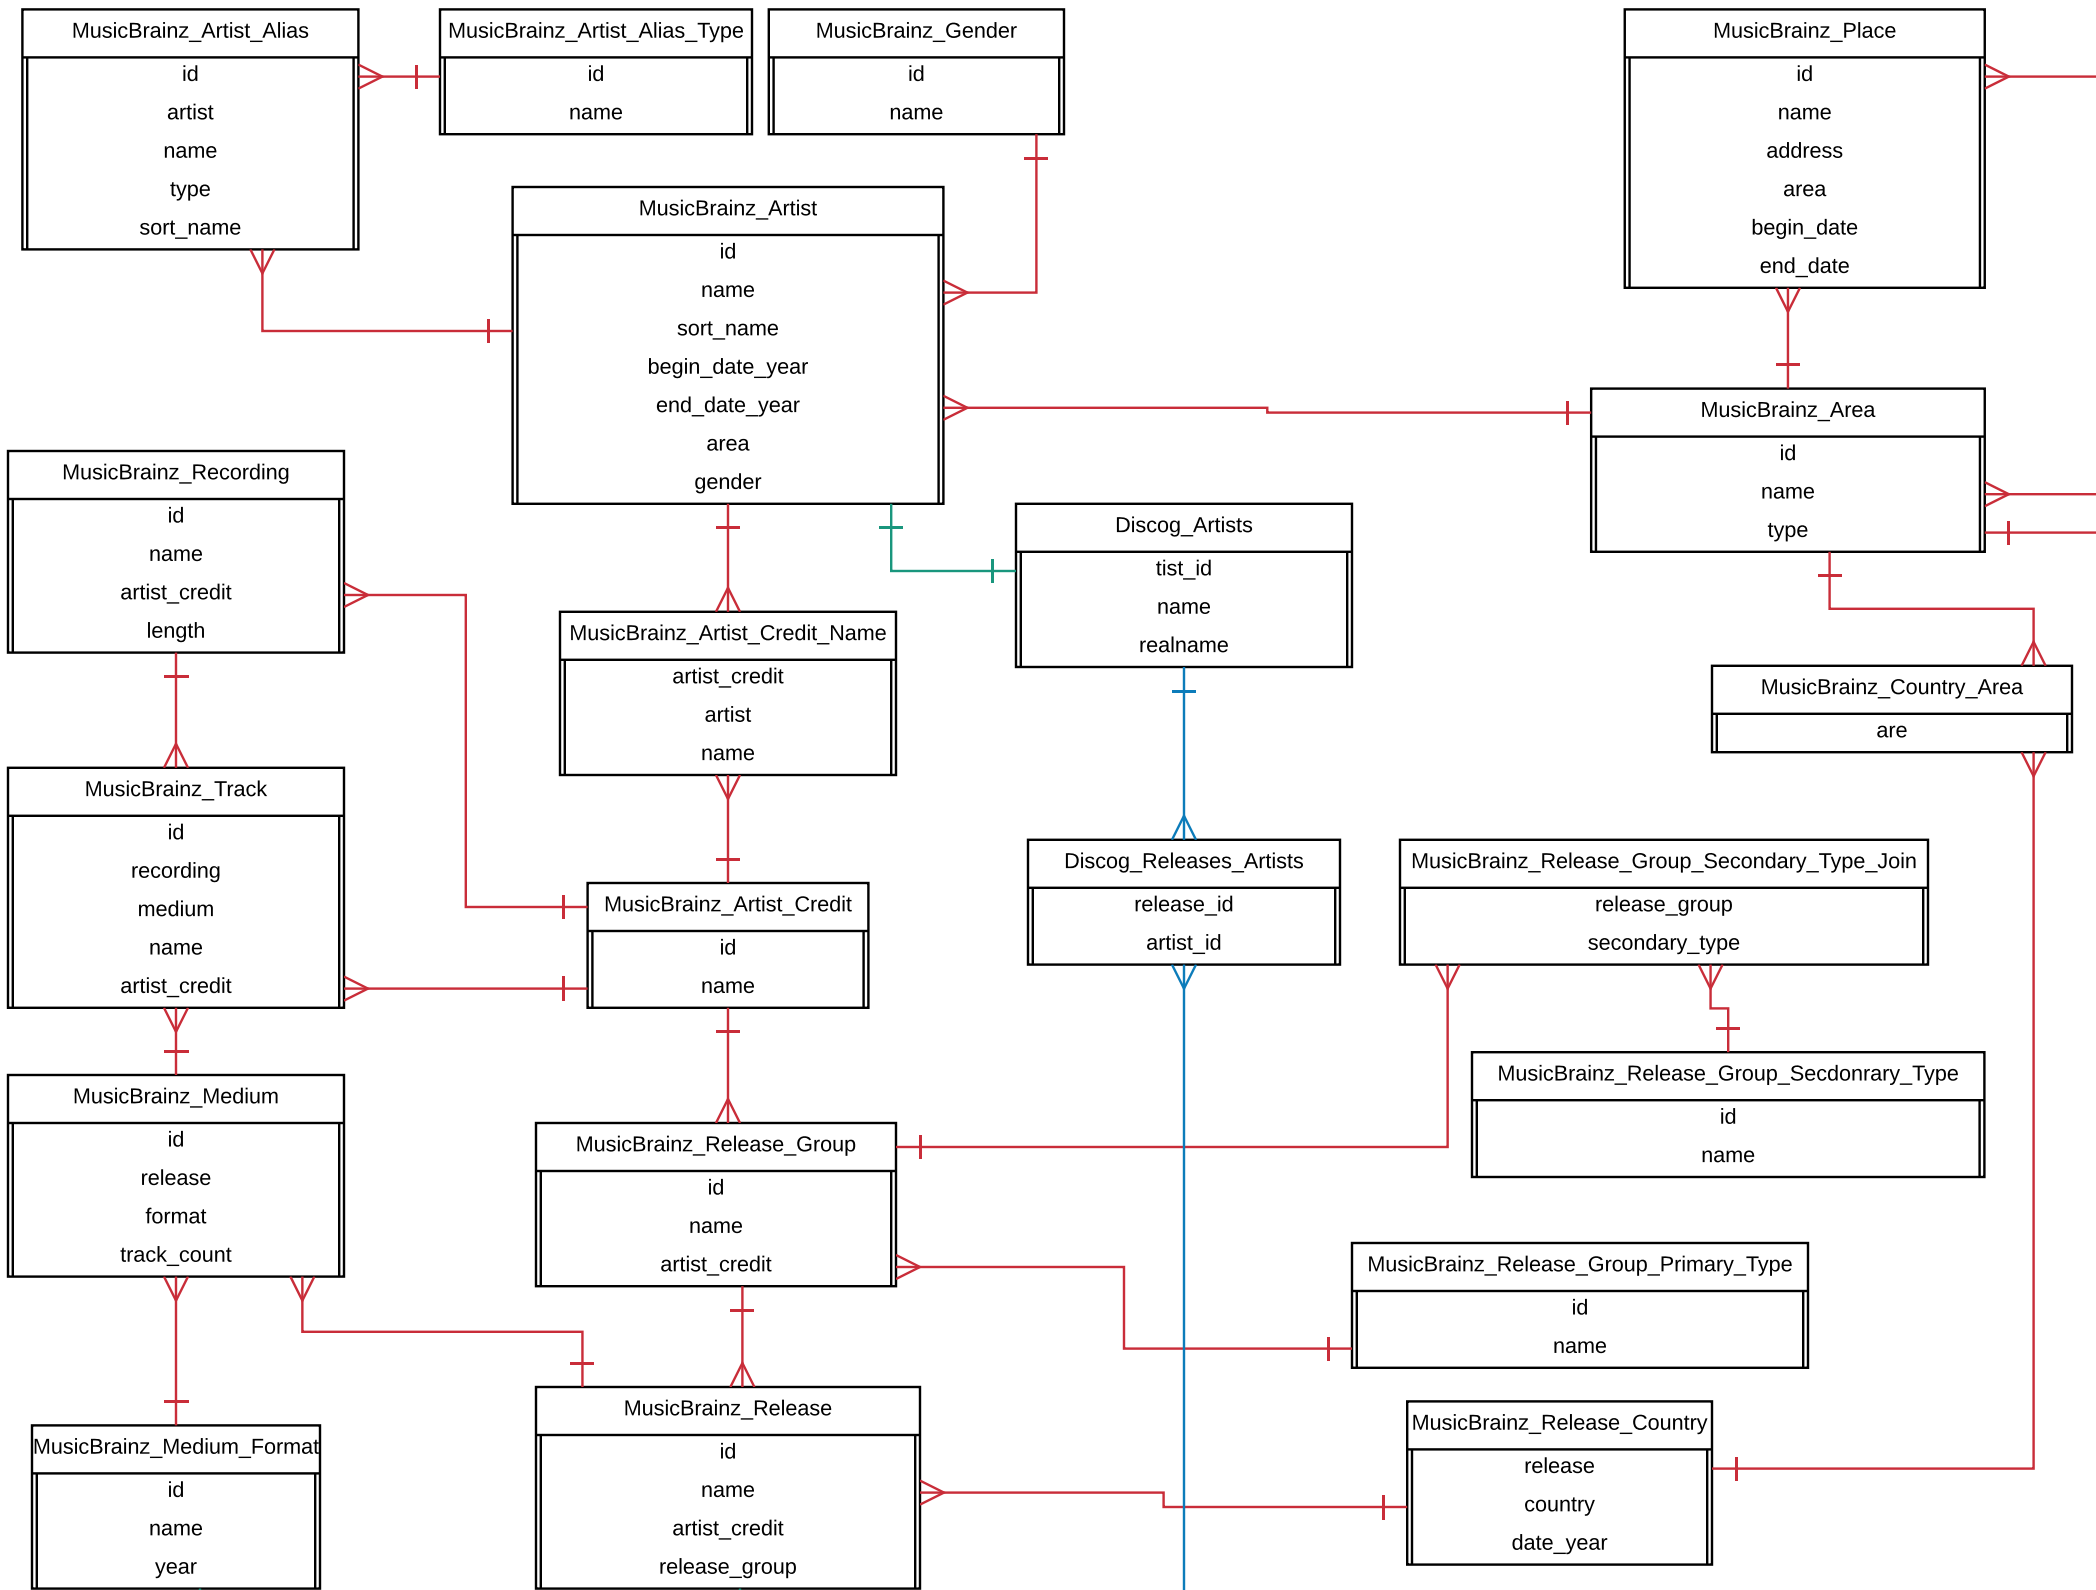 MusicBrainz_Artist_Alias
id
artist
name
type
sort_name
MusicBrainz_Artist_Alias_Type
id
name
MusicBrainz_Gender
id
name
MusicBrainz_Place
id
name
address
area
begin_date
end_date
MusicBrainz_Artist
id
name
sort_name
begin_date_year
end_date_year
area
gender
MusicBrainz_Area
id
name
type
MusicBrainz_Recording
id
name
artist_credit
length
Discog_Artists
tist_id
name
realname
MusicBrainz_Artist_Credit_Name
artist_credit
artist
name
MusicBrainz_Country_Area
are
MusicBrainz_Track
id
recording
medium
name
artist_credit
MusicBrainz_Artist_Credit
id
name
Discog_Releases_Artists
release_id
artist_id
MusicBrainz_Release_Group_Secondary_Type_Join
release_group
secondary_type
MusicBrainz_Release_Group_Secdonrary_Type
id
name
MusicBrainz_Medium
id
release
format
track_count
MusicBrainz_Release_Group
id
name
artist_credit
MusicBrainz_Release_Group_Primary_Type
id
name
MusicBrainz_Medium_Format
id
name
year
MusicBrainz_Release
id
name
artist_credit
release_group
MusicBrainz_Release_Country
release
country
date_year